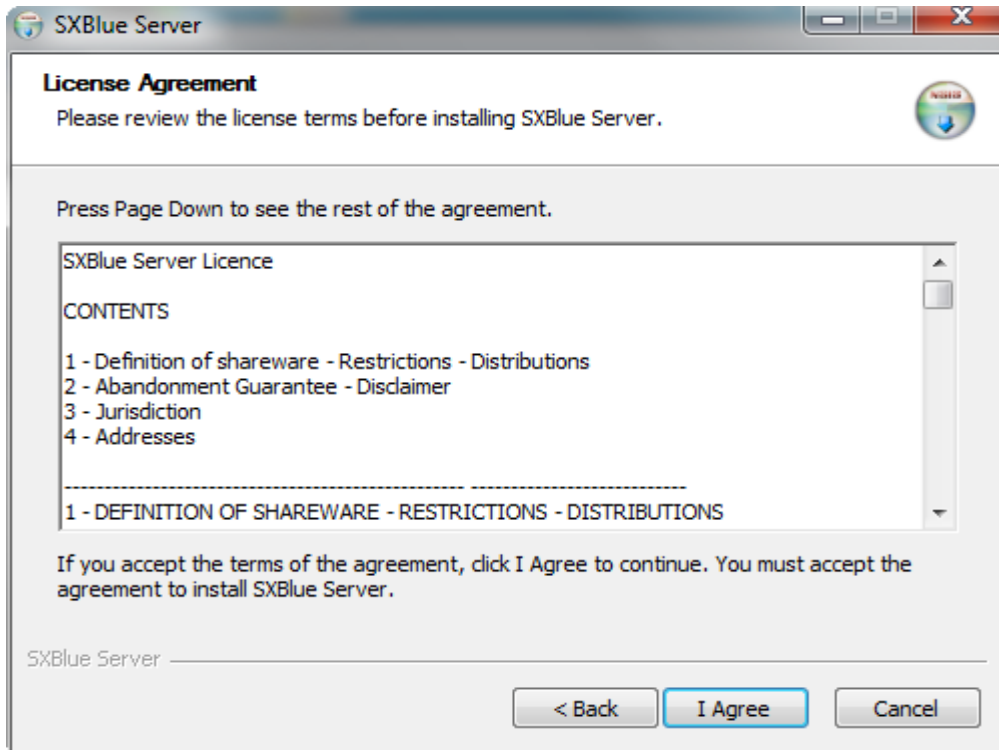 SXBlue Server
License Agreement
Please review the license terms before installing SXBlue Server.
Press Page Down to see the rest of the agreement.
SXBlue Server Licence
CONTENTS
1 - Definition of shareware - Restrictions - Distributions
2 - Abandonment Guarantee - Disclaimer
3 - Jurisdiction
4 - Addresses
-------------------------------------------------- ---------------------------
1 - DEFINITION OF SHAREWARE - RESTRICTIONS - DISTRIBUTIONS
If you accept the terms of the agreement, click I Agree to continue. You must accept the
agreement to install SXBlue Server.
SXBlue Server
< Back
I Agree
Cancel